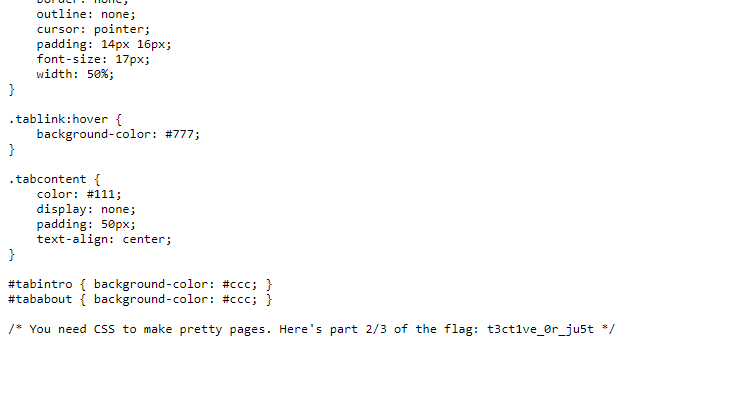 outline: none;
cursor: pointer;
padding: 14px 16px;
font-size: 17px;
width: 50%;
}
.tablink:hover {
background-color: #777;
}
.tabcontent {
color: #111;
display: none;
padding: 50px;
text-align: center;
}
#tabintro { background-color: #ccc; }
#tababout { background-color: #ccc; }
/* You need CSS to make pretty pages. Here's part 2/3 of the flag: t3ct1ve_0r_ju5t */